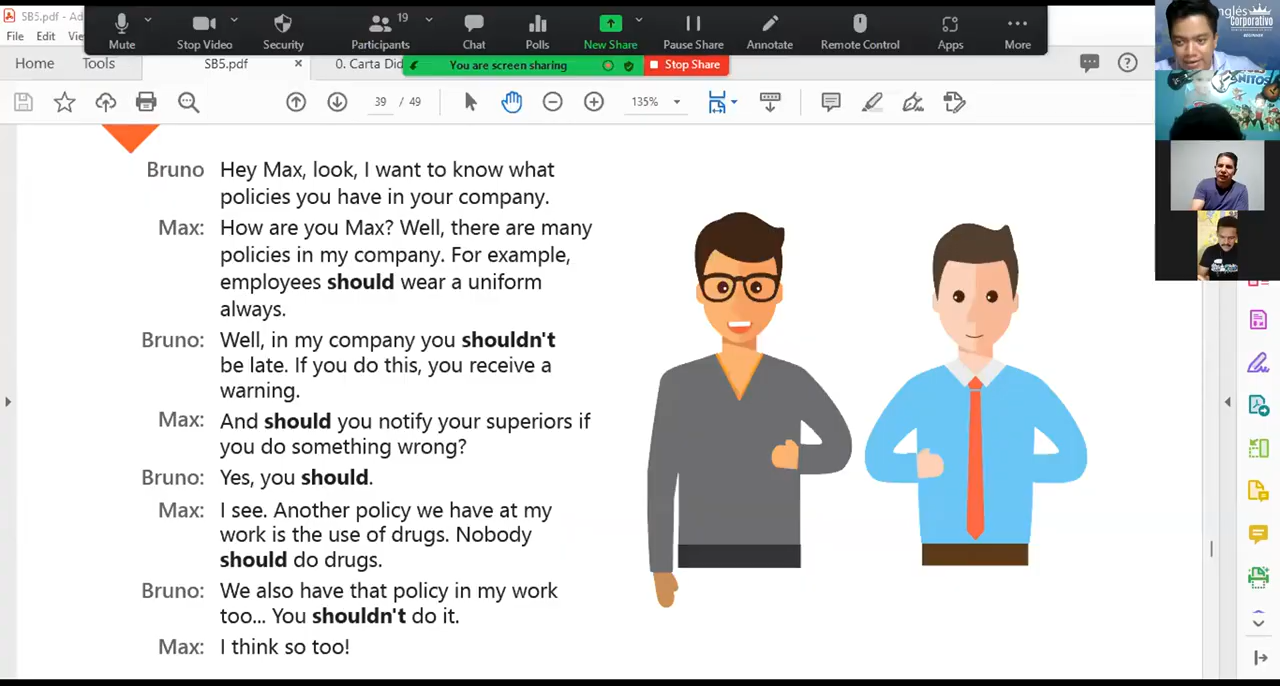 SB5.pdf - Ad
File Edit Vie
Mute
Stop Video
Security
19
Participants
Chat
Polls
New Share
Pause Share
Annotate
Remote Control
Apps
More
Inglés
Corporativo
Home Tools SB5.pdf × 0. Carta Did
You are screen sharing Stop Share
39 / 49 135%
Bruno Hey Max, look, I want to know what
policies you have in your company.
Max: How are you Max? Well, there are many
policies in my company. For example,
employees should wear a uniform
always.
Bruno: Well, in my company you shouldn't
be late. If you do this, you receive a
warning.
Max: And should you notify your superiors if
you do something wrong?
Bruno: Yes, you should.
Max: I see. Another policy we have at my
work is the use of drugs. Nobody
should do drugs.
Bruno: We also have that policy in my work
too... You shouldn't do it.
Max: I think so too!